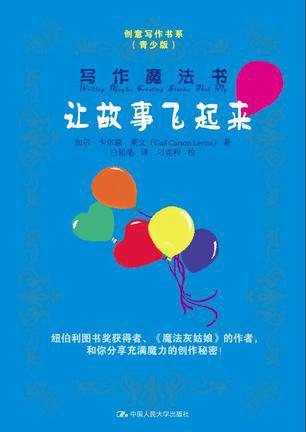 创意写作书系
（青少版）
写作魔法书
Writing Magic: Creating Stories That Fly
让故事飞起来
加尔·卡尔森·莱文（Gail Carson Levine）著
白铅笔 译 刁克利 校
纽伯利图书奖获得者、《魔法灰姑娘》的作者，
和你分享充满魔力的创作秘密！
中国人民大学出版社